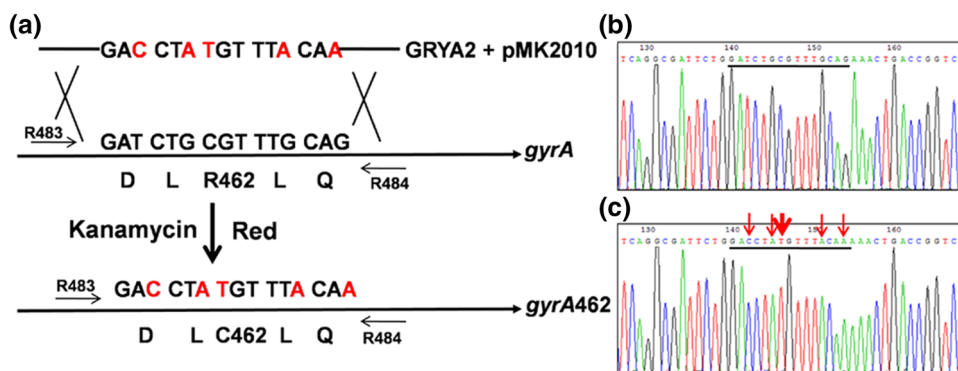 (a)
GAC CTA TGT TTA CAA GRYA2 + pMK2010
R483
GAT CTG CGT TTG CAG
gyrA
D L R462 L Q R484
Kanamycin Red
R483 GAC CTA TGT TTA CAA
gyrA462
D L C462 L Q R484
(b)
130 140 150 160
TCAGGCGATTCTGGATCTGCGTTTGCAGAAACTGACCGGTC
(c)
130 140 150 160
TCAGGCGATTCTGGACCTATGTTTACAAAAACTGACCGGTC